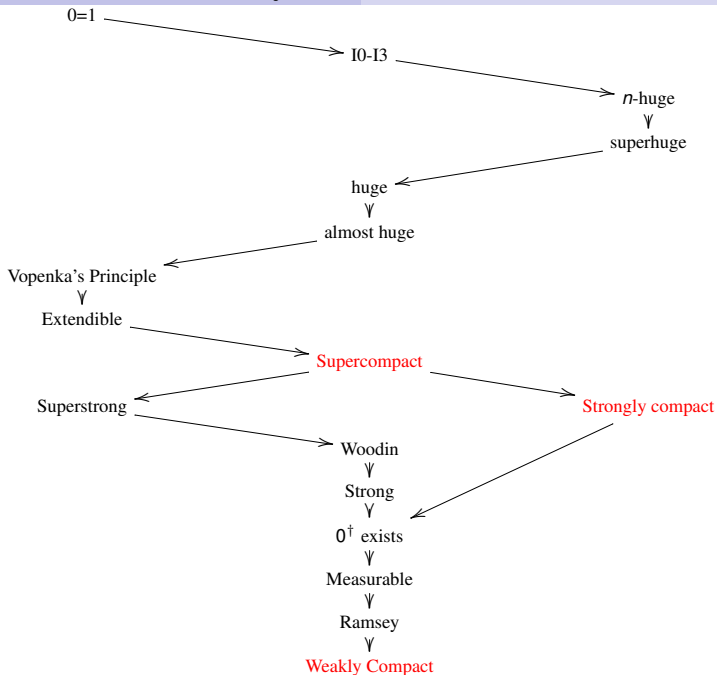 0=1
I0-I3
n-huge
superhuge
huge
almost huge
Vopenka's Principle
Extendible
Supercompact
Superstrong
Strongly compact
Woodin
Strong
0† exists
Measurable
Ramsey
Weakly Compact